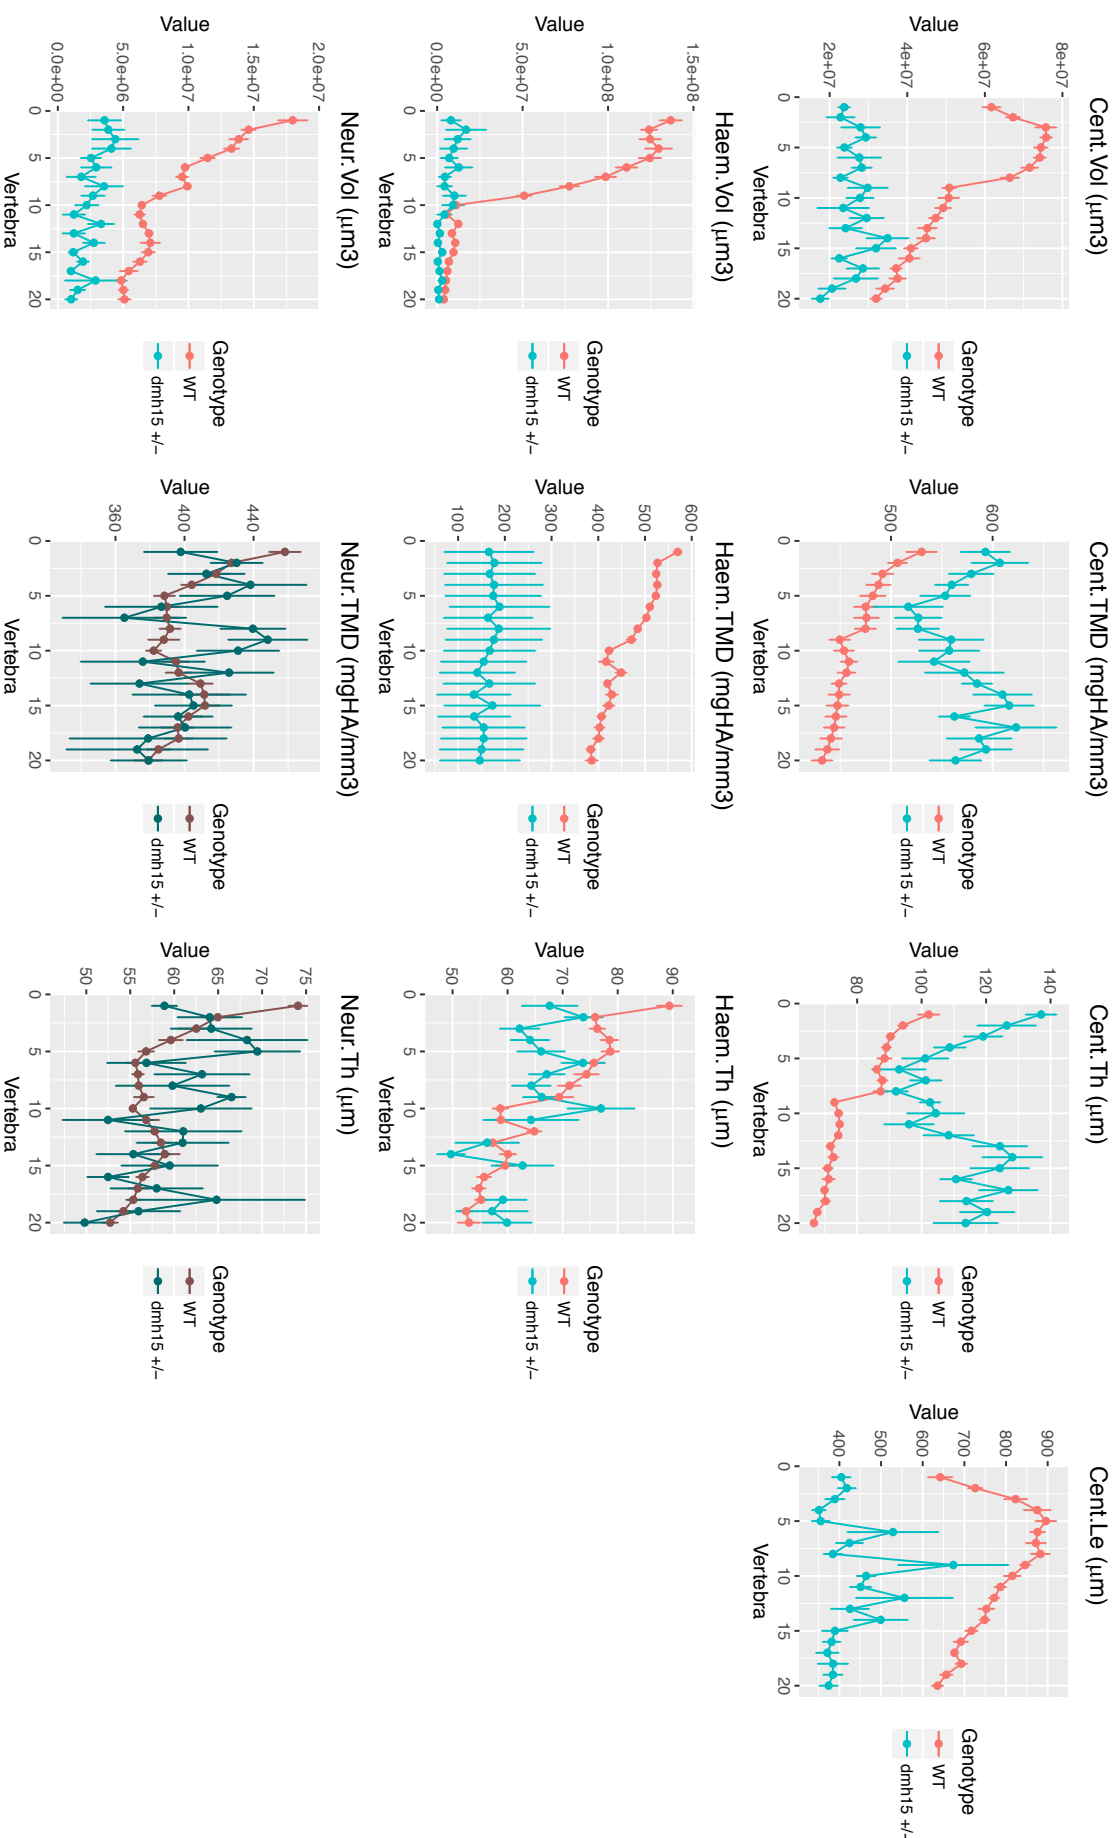 Cent.Vol (μm3)
Value
2e+07
4e+07
6e+07
8e+07
0
5
10
15
20
Vertebra
Genotype
WT
dmh15 +/−
Cent.TMD (mgHA/mm3)
Value
500
600
0
5
10
15
20
Vertebra
Genotype
WT
dmh15 +/−
Cent.Th (μm)
Value
80
100
120
140
0
5
10
15
20
Vertebra
Genotype
WT
dmh15 +/−
Cent.Le (μm)
Value
400
500
600
700
800
900
0
5
10
15
20
Vertebra
Genotype
WT
dmh15 +/−
Haem.Vol (μm3)
Value
0.0e+00
5.0e+07
1.0e+08
1.5e+08
0
5
10
15
20
Vertebra
Genotype
WT
dmh15 +/−
Haem.TMD (mgHA/mm3)
Value
100
200
300
400
500
600
0
5
10
15
20
Vertebra
Genotype
WT
dmh15 +/−
Haem.Th (μm)
Value
50
60
70
80
90
0
5
10
15
20
Vertebra
Genotype
WT
dmh15 +/−
Neur.Vol (μm3)
Value
0.0e+00
5.0e+06
1.0e+07
1.5e+07
2.0e+07
0
5
10
15
20
Vertebra
Genotype
WT
dmh15 +/−
Neur.TMD (mgHA/mm3)
Value
360
400
440
0
5
10
15
20
Vertebra
Genotype
WT
dmh15 +/−
Neur.Th (μm)
Value
50
55
60
65
70
75
0
5
10
15
20
Vertebra
Genotype
WT
dmh15 +/−